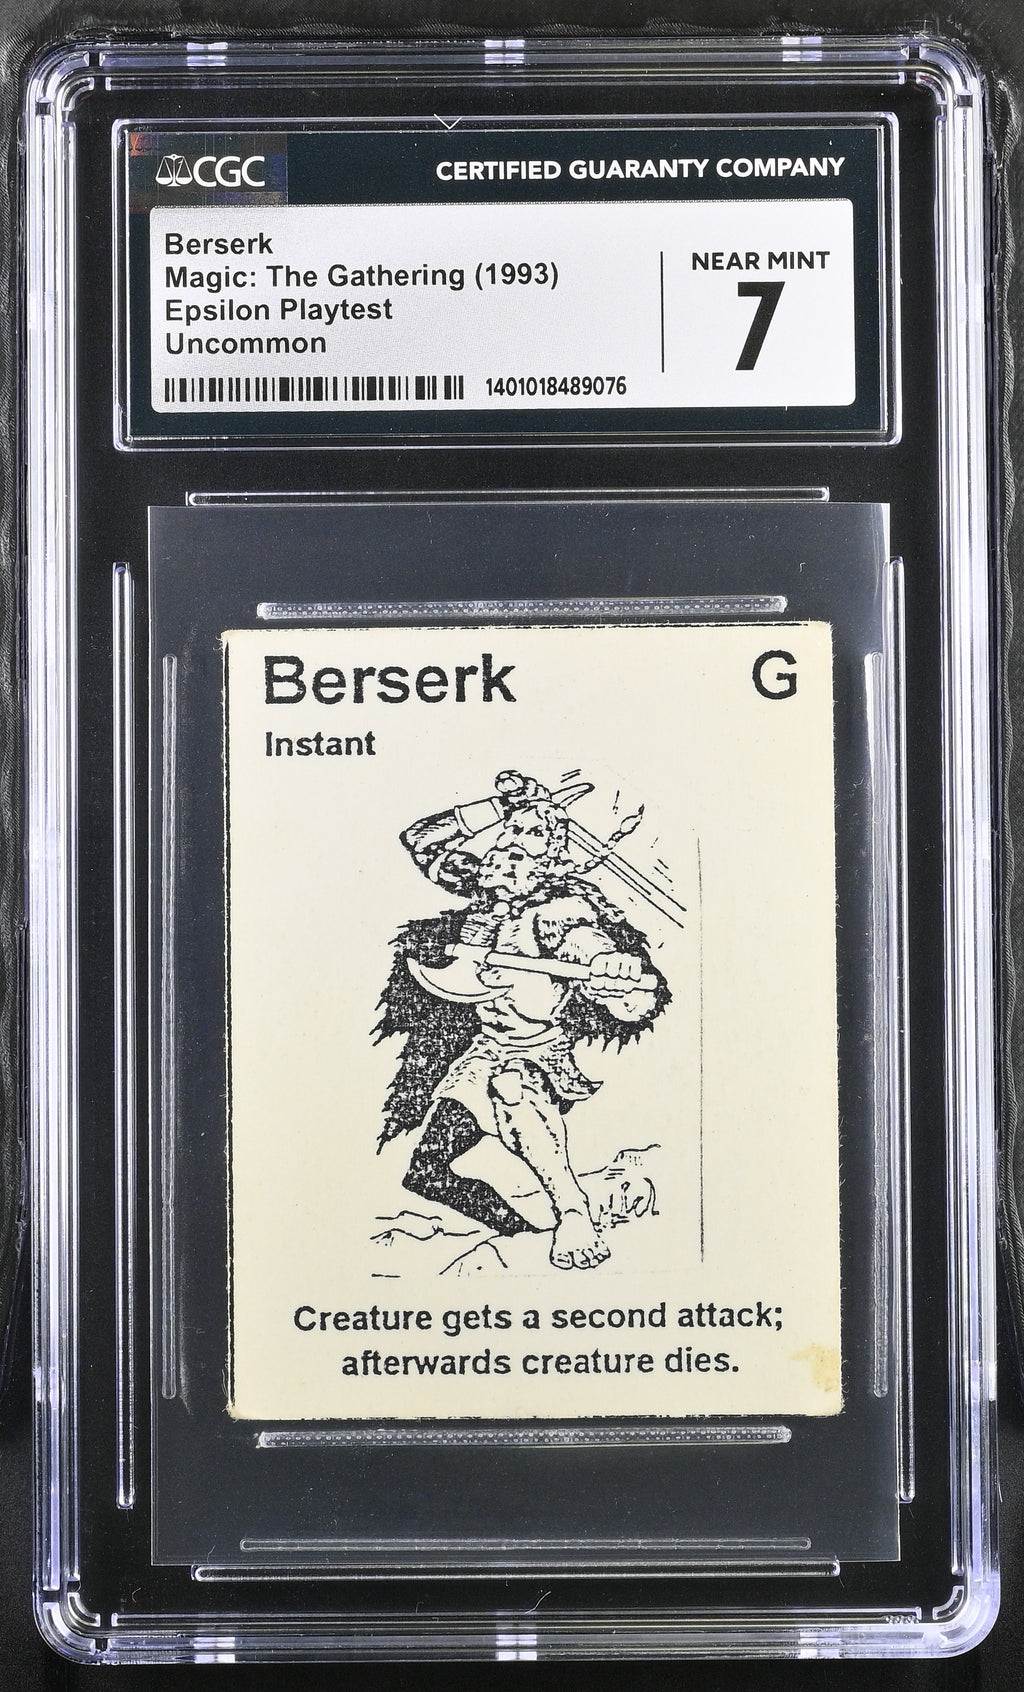 CGC
CERTIFIED GUARANTY COMPANY
Berserk
Magic: The Gathering (1993)
Epsilon Playtest
Uncommon
1401018489076
NEAR MINT
7
Berserk G
Instant
Creature gets a second attack;
afterwards creature dies.